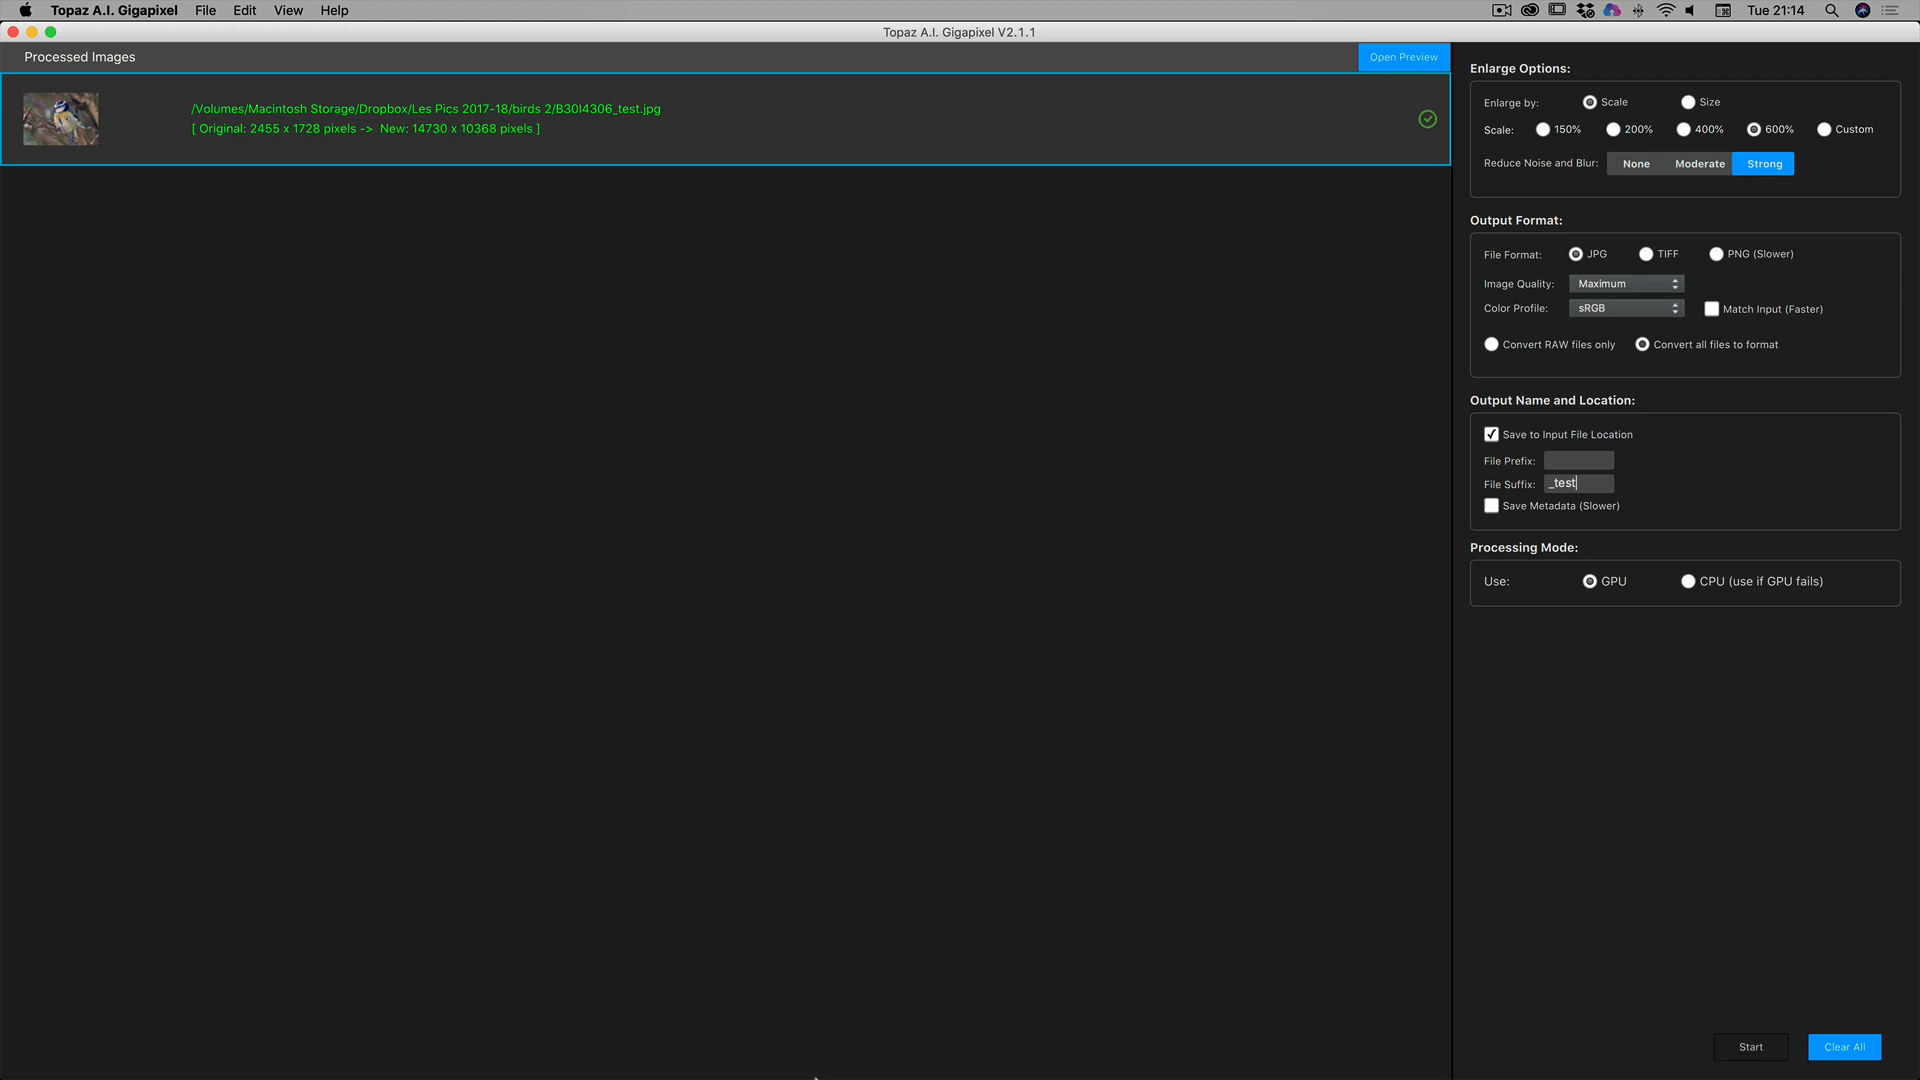 Topaz A.I. Gigapixel File Edit View Help Tue 21:14
Topaz A.I. Gigapixel V2.1.1
Processed Images Open Preview
/Volumes/Macintosh Storage/Dropbox/Les Pics 2017-18/birds 2/B30I4306_test.jpg
[ Original: 2455 x 1728 pixels -> New: 14730 x 10368 pixels ]
Enlarge Options:
Enlarge by: Scale Size
Scale: 150% 200% 400% 600% Custom
Reduce Noise and Blur: None Moderate Strong
Output Format:
File Format: JPG TIFF PNG (Slower)
Image Quality: Maximum
Color Profile: sRGB Match Input (Faster)
Convert RAW files only Convert all files to format
Output Name and Location:
Save to Input File Location
File Prefix:
File Suffix: _test
Save Metadata (Slower)
Processing Mode:
Use: GPU CPU (use if GPU fails)
Start Clear All